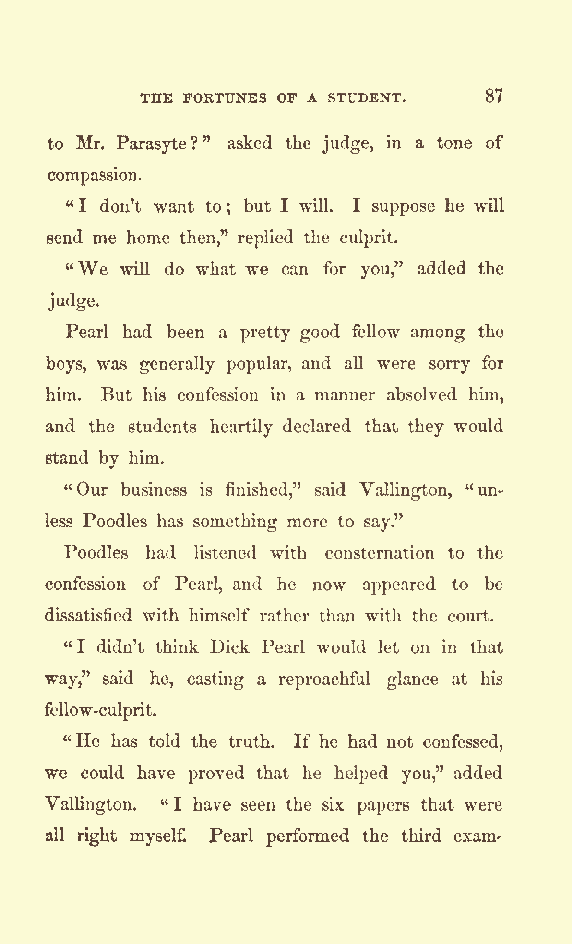 THE FORTUNES OF A STUDENT. 87
to Mr. Parasyte?" asked the judge, in a tone of
compassion.
"I don't want to; but I will. I suppose he will
send me home then," replied the culprit.
"We will do what we can for you," added the
judge.
Pearl had been a pretty good fellow among the
boys, was generally popular, and all were sorry for
him. But his confession in a manner absolved him,
and the students heartily declared that they would
stand by him.
"Our business is finished," said Vallington, "un-
less Poodles has something more to say."
Poodles had listened with consternation to the
confession of Pearl, and he now appeared to be
dissatisfied with himself rather than with the court.
"I didn't think Dick Pearl would let on in that
way," said he, casting a reproachful glance at his
fellow-culprit.
"He has told the truth. If he had not confessed,
we could have proved that he helped you," added
Vallington. "I have seen the six papers that were
all right myself. Pearl performed the third exam-